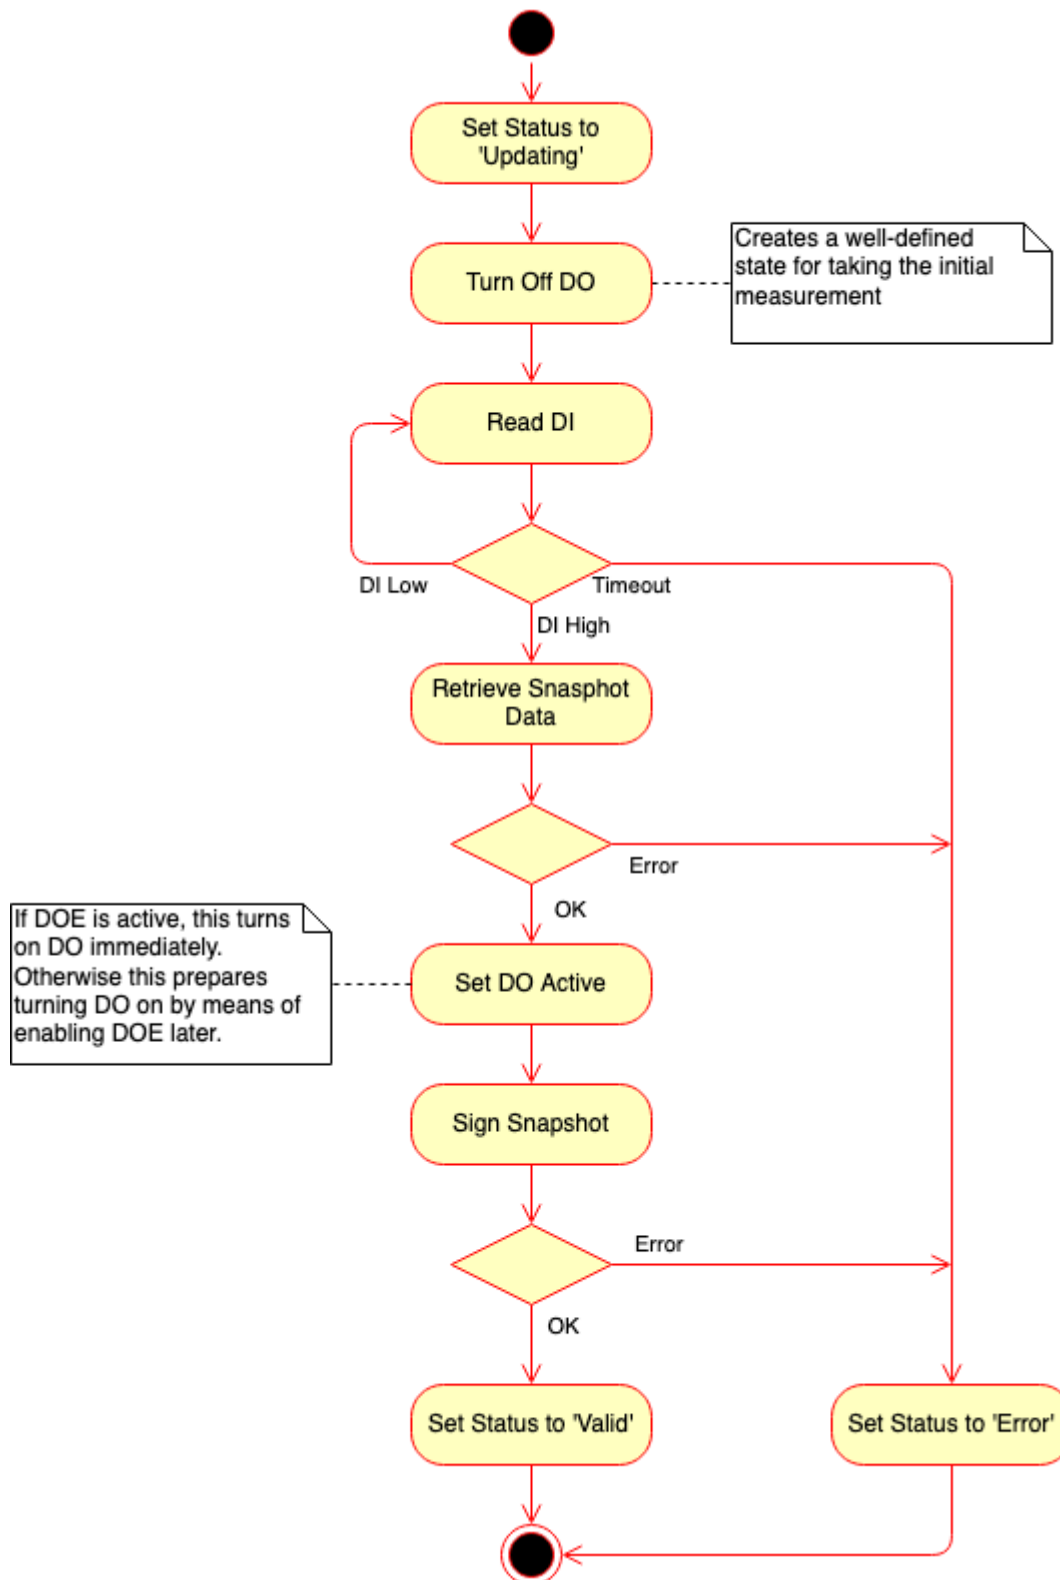 Set Status to
'Updating'
Turn Off DO
Creates a well-defined
state for taking the initial
measurement
Read DI
DI Low
Timeout
DI High
Retrieve Snasphot
Data
Error
OK
If DOE is active, this turns
on DO immediately.
Otherwise this prepares
turning DO on by means of
enabling DOE later.
Set DO Active
Sign Snapshot
Error
OK
Set Status to 'Valid'
Set Status to 'Error'